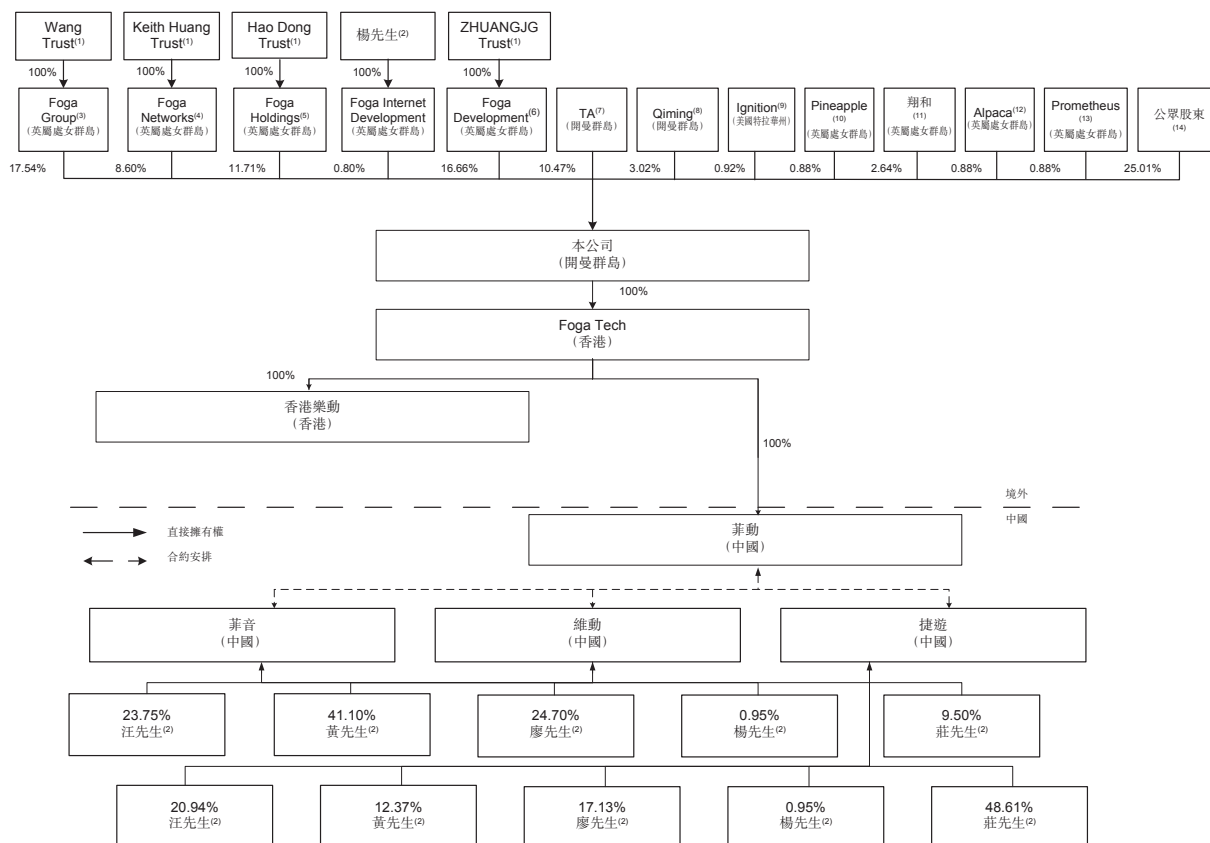 Wang
Trust(1)
Keith Huang
Trust(1)
Hao Dong
Trust(1)
楊先生(2)
ZHUANGJG
Trust(1)
100%
100%
100%
100%
100%
Foga
Group(3)
(英屬處女群島)
Foga
Networks(4)
(英屬處女群島)
Foga
Holdings(5)
(英屬處女群島)
Foga Internet
Development
(英屬處女群島)
Foga
Development(6)
(英屬處女群島)
TA(7)
(開曼群島)
Qiming(8)
(開曼群島)
Ignition(9)
(美國特拉華州)
Pineapple
(10)
(英屬處女群島)
翔和
(11)
(英屬處女群島)
Alpaca(12)
(英屬處女群島)
Prometheus
(13)
(英屬處女群島)
公眾股東
(14)
17.54%
8.60%
11.71%
0.80%
16.66%
10.47%
3.02%
0.92%
0.88%
2.64%
0.88%
0.88%
25.01%
本公司
(開曼群島)
100%
Foga Tech
(香港)
100%
香港樂動
(香港)
100%
境外
中國
直接擁有權
合約安排
菲動
(中國)
菲音
(中國)
維動
(中國)
捷遊
(中國)
23.75%
汪先生(2)
41.10%
黃先生(2)
24.70%
廖先生(2)
0.95%
楊先生(2)
9.50%
莊先生(2)
20.94%
汪先生(2)
12.37%
黃先生(2)
17.13%
廖先生(2)
0.95%
楊先生(2)
48.61%
莊先生(2)